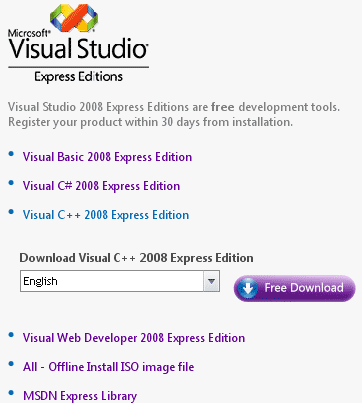 Microsoft®
Visual Studio
Express Editions
Visual Studio 2008 Express Editions are free development tools.
Register your product within 30 days from installation.
• Visual Basic 2008 Express Edition
• Visual C# 2008 Express Edition
• Visual C++ 2008 Express Edition
Download Visual C++ 2008 Express Edition
English
Free Download
• Visual Web Developer 2008 Express Edition
• All - Offline Install ISO image file
• MSDN Express Library